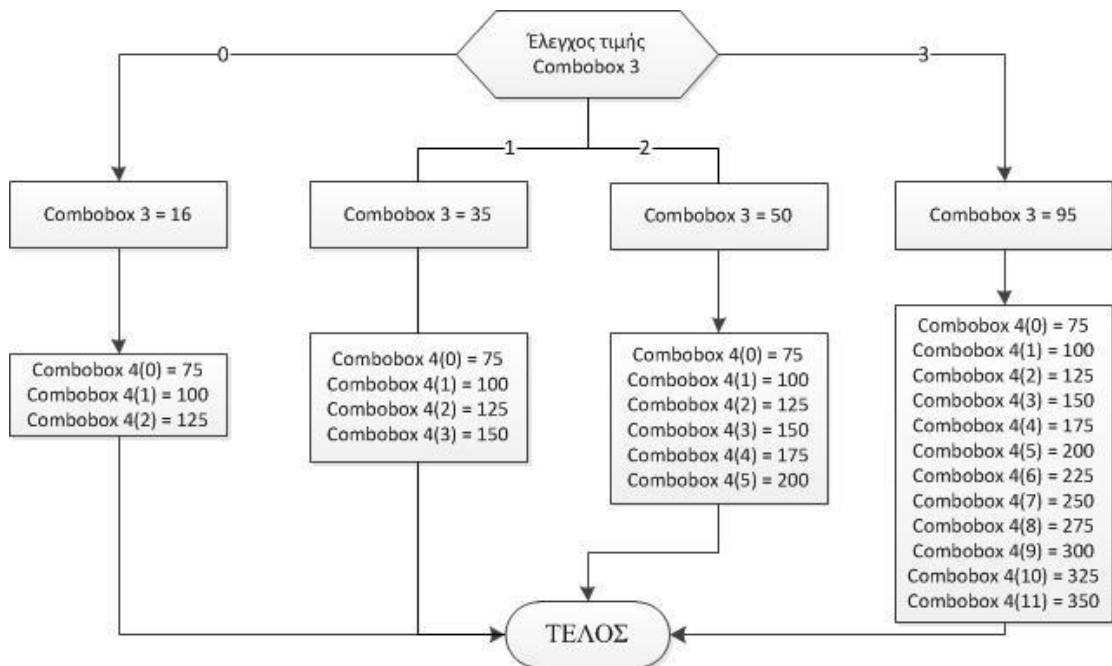 Έλεγχος τιμής
Combobox 3
0
3
1
2
Combobox 3 = 16
Combobox 3 = 35
Combobox 3 = 50
Combobox 3 = 95
Combobox 4(0) = 75
Combobox 4(1) = 100
Combobox 4(2) = 125
Combobox 4(0) = 75
Combobox 4(1) = 100
Combobox 4(2) = 125
Combobox 4(3) = 150
Combobox 4(0) = 75
Combobox 4(1) = 100
Combobox 4(2) = 125
Combobox 4(3) = 150
Combobox 4(4) = 175
Combobox 4(5) = 200
Combobox 4(0) = 75
Combobox 4(1) = 100
Combobox 4(2) = 125
Combobox 4(3) = 150
Combobox 4(4) = 175
Combobox 4(5) = 200
Combobox 4(6) = 225
Combobox 4(7) = 250
Combobox 4(8) = 275
Combobox 4(9) = 300
Combobox 4(10) = 325
Combobox 4(11) = 350
ΤΕΛΟΣ